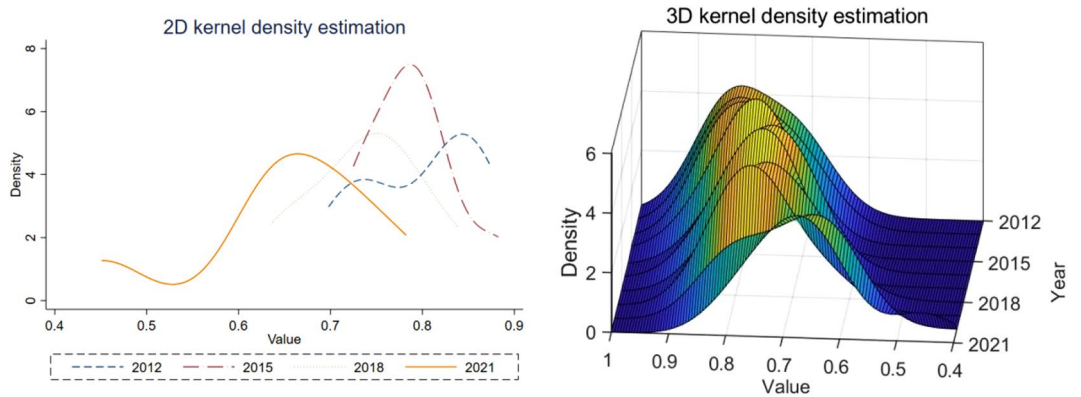 2D kernel density estimation
8
6
4
2
0
Density
0.4 0.5 0.6 0.7 0.8 0.9
Value
2012 2015 2018 2021
3D kernel density estimation
6
4
2
0
Density
1 0.9 0.8 0.7 0.6 0.5 0.4
Value
2012
2015
2018
2021
Year